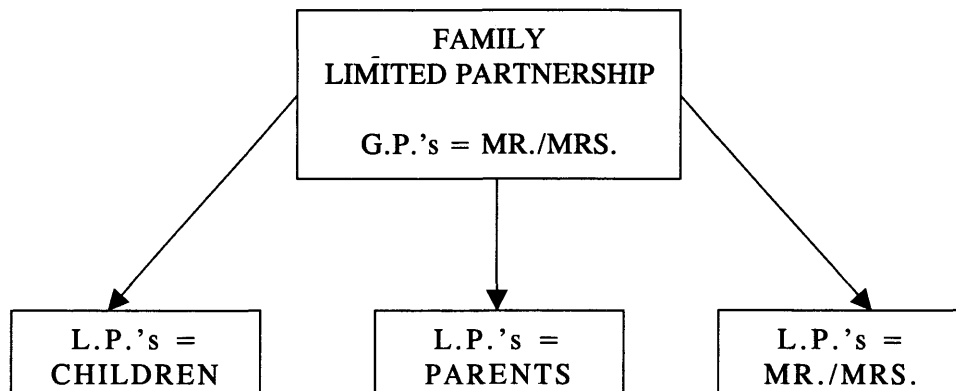 FAMILY
LIMITED PARTNERSHIP
G.P.'s = MR./MRS.
L.P.'s =
CHILDREN
L.P.'s =
PARENTS
L.P.'s =
MR./MRS.